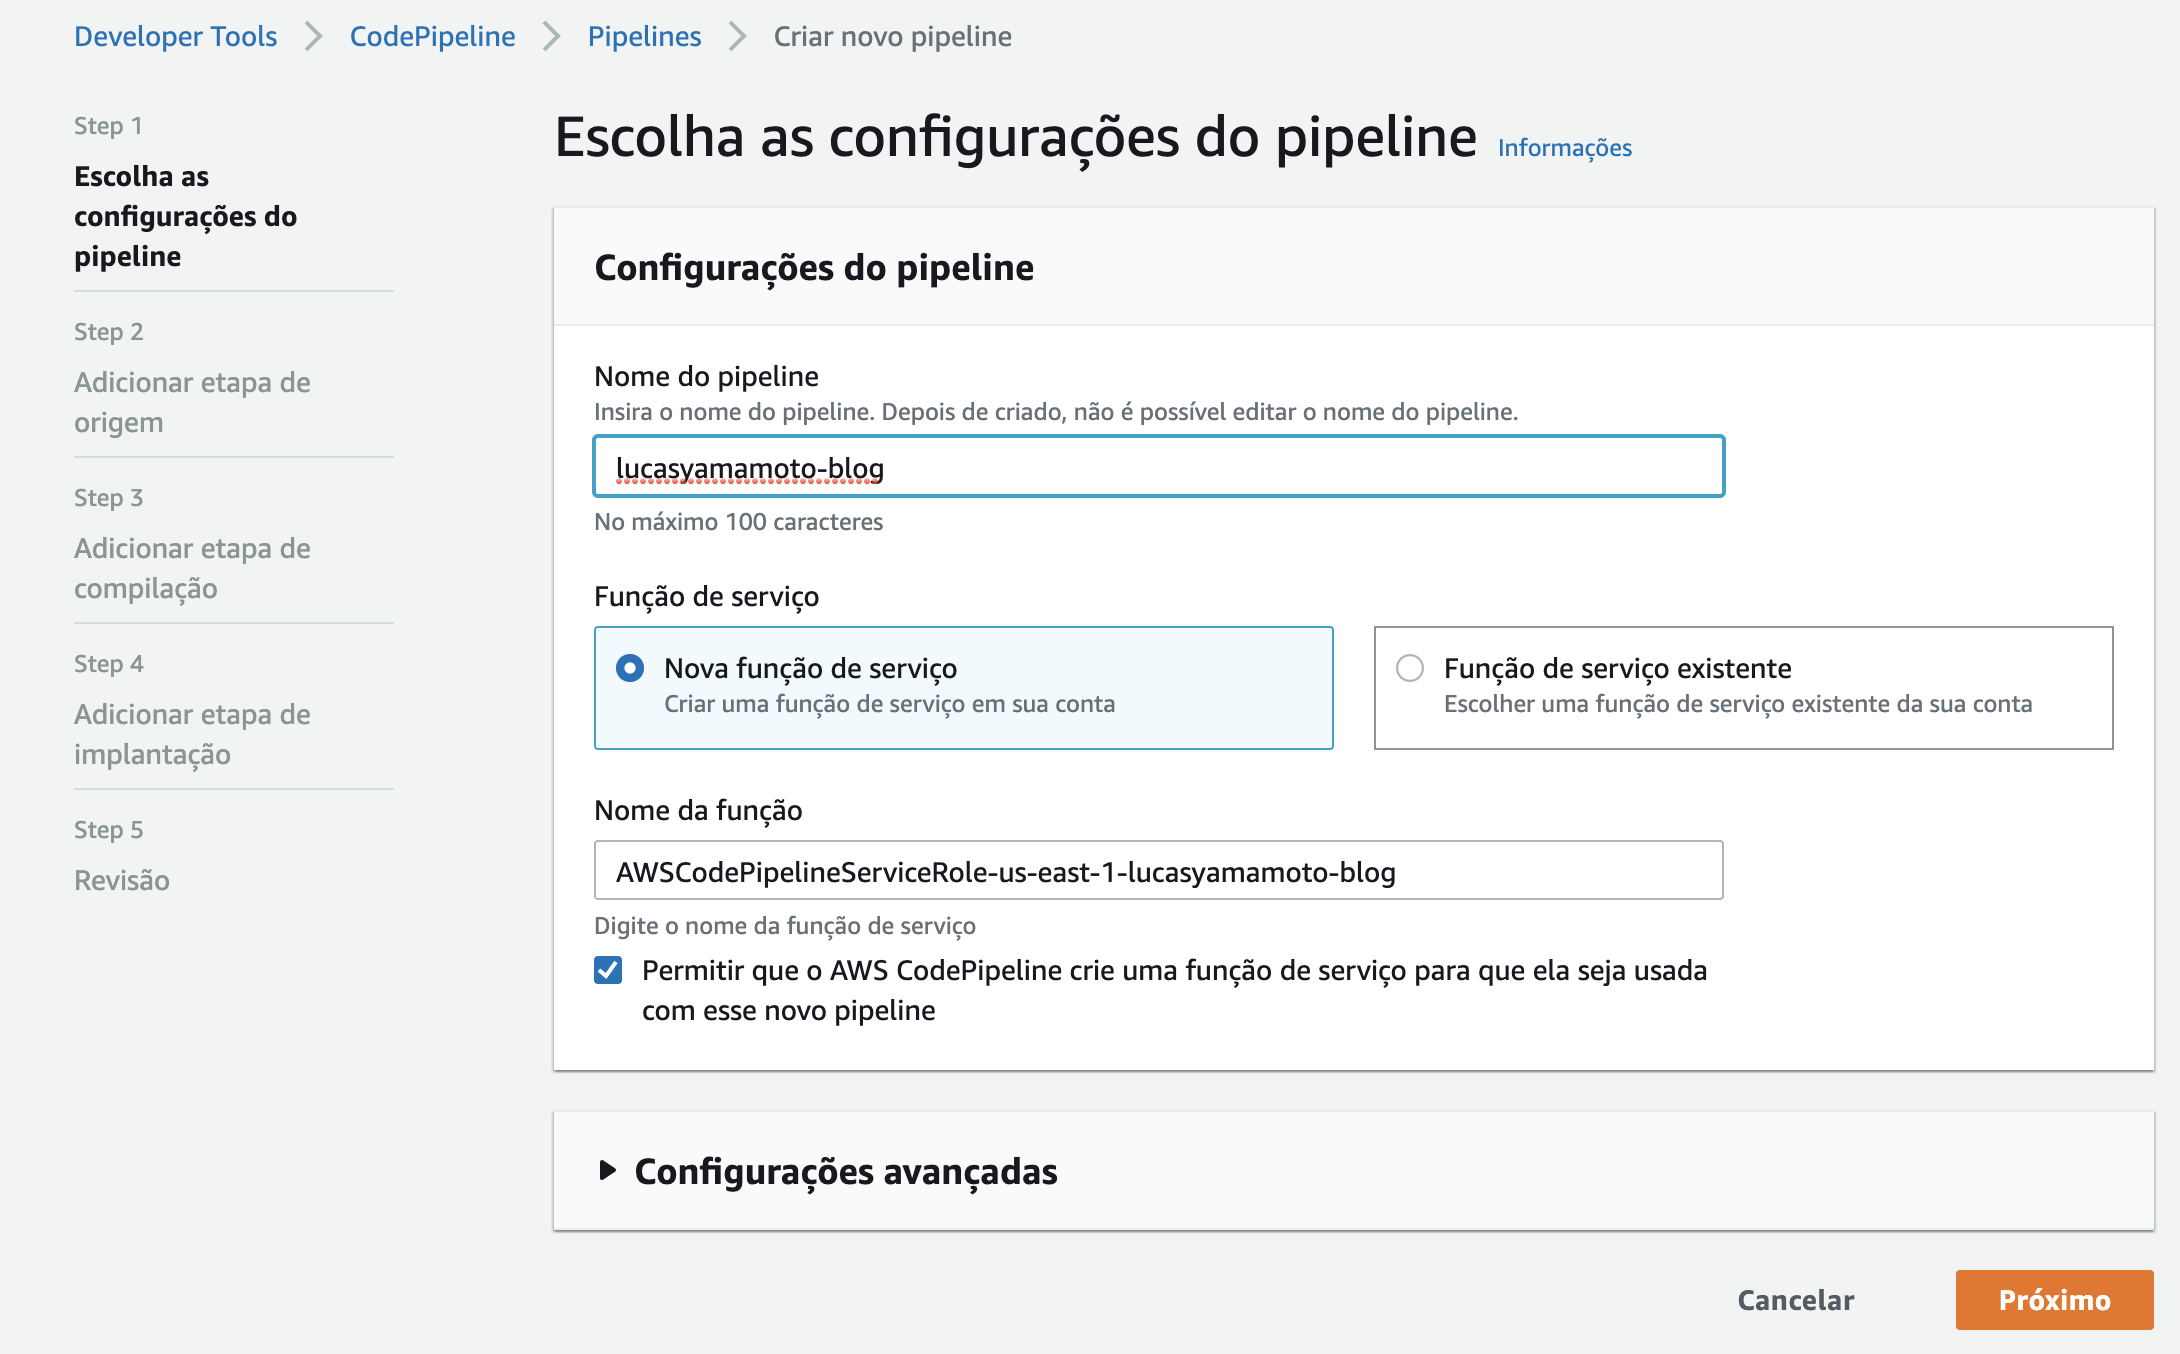 Developer Tools > CodePipeline > Pipelines > Criar novo pipeline
Step 1
Escolha as
configurações do
pipeline
Step 2
Adicionar etapa de
origem
Step 3
Adicionar etapa de
compilação
Step 4
Adicionar etapa de
implantação
Step 5
Revisão
Escolha as configurações do pipeline Informações
Configurações do pipeline
Nome do pipeline
Insira o nome do pipeline. Depois de criado, não é possível editar o nome do pipeline.
lucasyamamoto-blog
No máximo 100 caracteres
Função de serviço
Nova função de serviço
Criar uma função de serviço em sua conta
Função de serviço existente
Escolher uma função de serviço existente da sua conta
Nome da função
AWSCodePipelineServiceRole-us-east-1-lucasyamamoto-blog
Digite o nome da função de serviço
Permitir que o AWS CodePipeline crie uma função de serviço para que ela seja usada
com esse novo pipeline
Configurações avançadas
Cancelar
Próximo